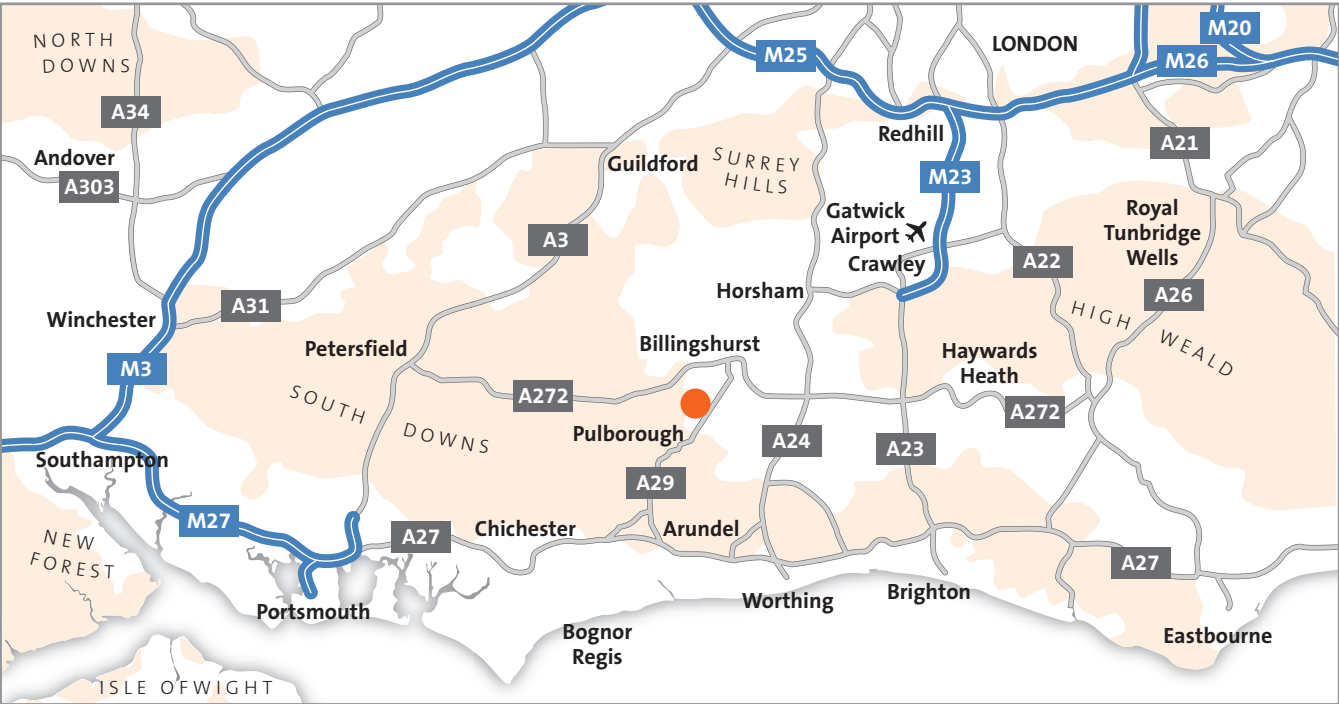 NORTH
DOWNS
A34
Andover
A303
M25
LONDON
M20
M26
Redhill
A21
Guildford
SURREY
HILLS
M23
Gatwick
Airport
Crawley
Royal
Tunbridge
Wells
A3
A22
A26
Horsham
A31
Winchester
HIGH WEALD
Petersfield
Billingshurst
Haywards
Heath
M3
SOUTH DOWNS
A272
A272
Pulborough
A24
A23
Southampton
A29
M27
A27
Chichester
Arundel
NEW
FOREST
A27
Portsmouth
Worthing
Brighton
Bognor
Regis
Eastbourne
ISLE OFWIGHT